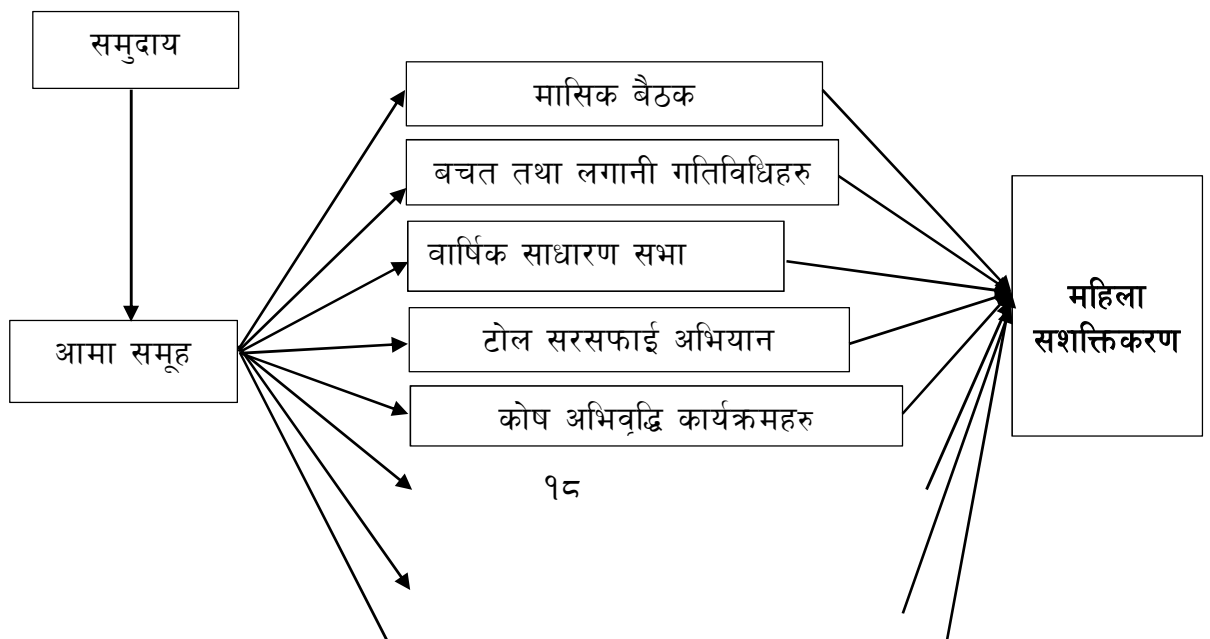 समुदाय
मासिक बैठक
बचत तथा लगानी गतिविधिहरु
वार्षिक साधारण सभा
टोल सरसफाई अभियान
कोष अभिवृद्धि कार्यक्रमहरु
आमा समूह
महिला
सशक्तिकरण
१८